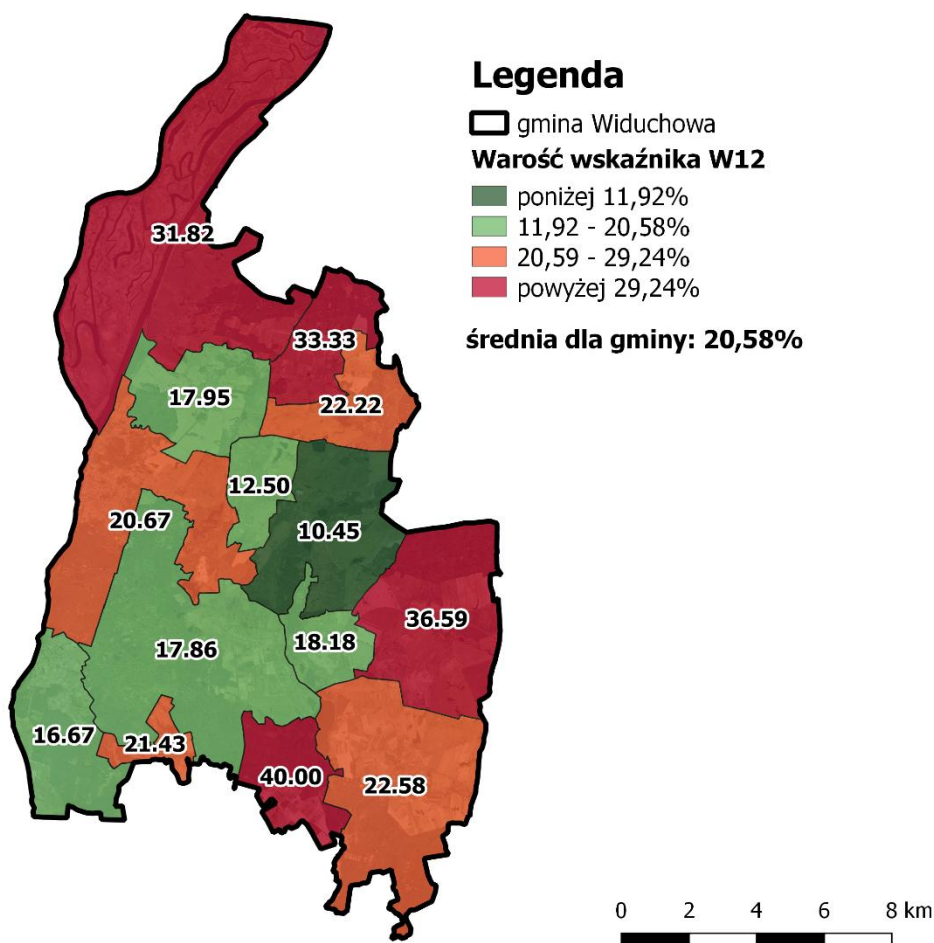 Legenda
gmina Widuchowa
Warość wskaźnika W12
poniżej 11,92%
11,92 - 20,58%
20,59 - 29,24%
powyżej 29,24%
średnia dla gminy: 20,58%
31.82
33.33
22.22
17.95
12.50
10.45
20.67
36.59
18.18
17.86
16.67
21.43
40.00
22.58
0 2 4 6 8 km